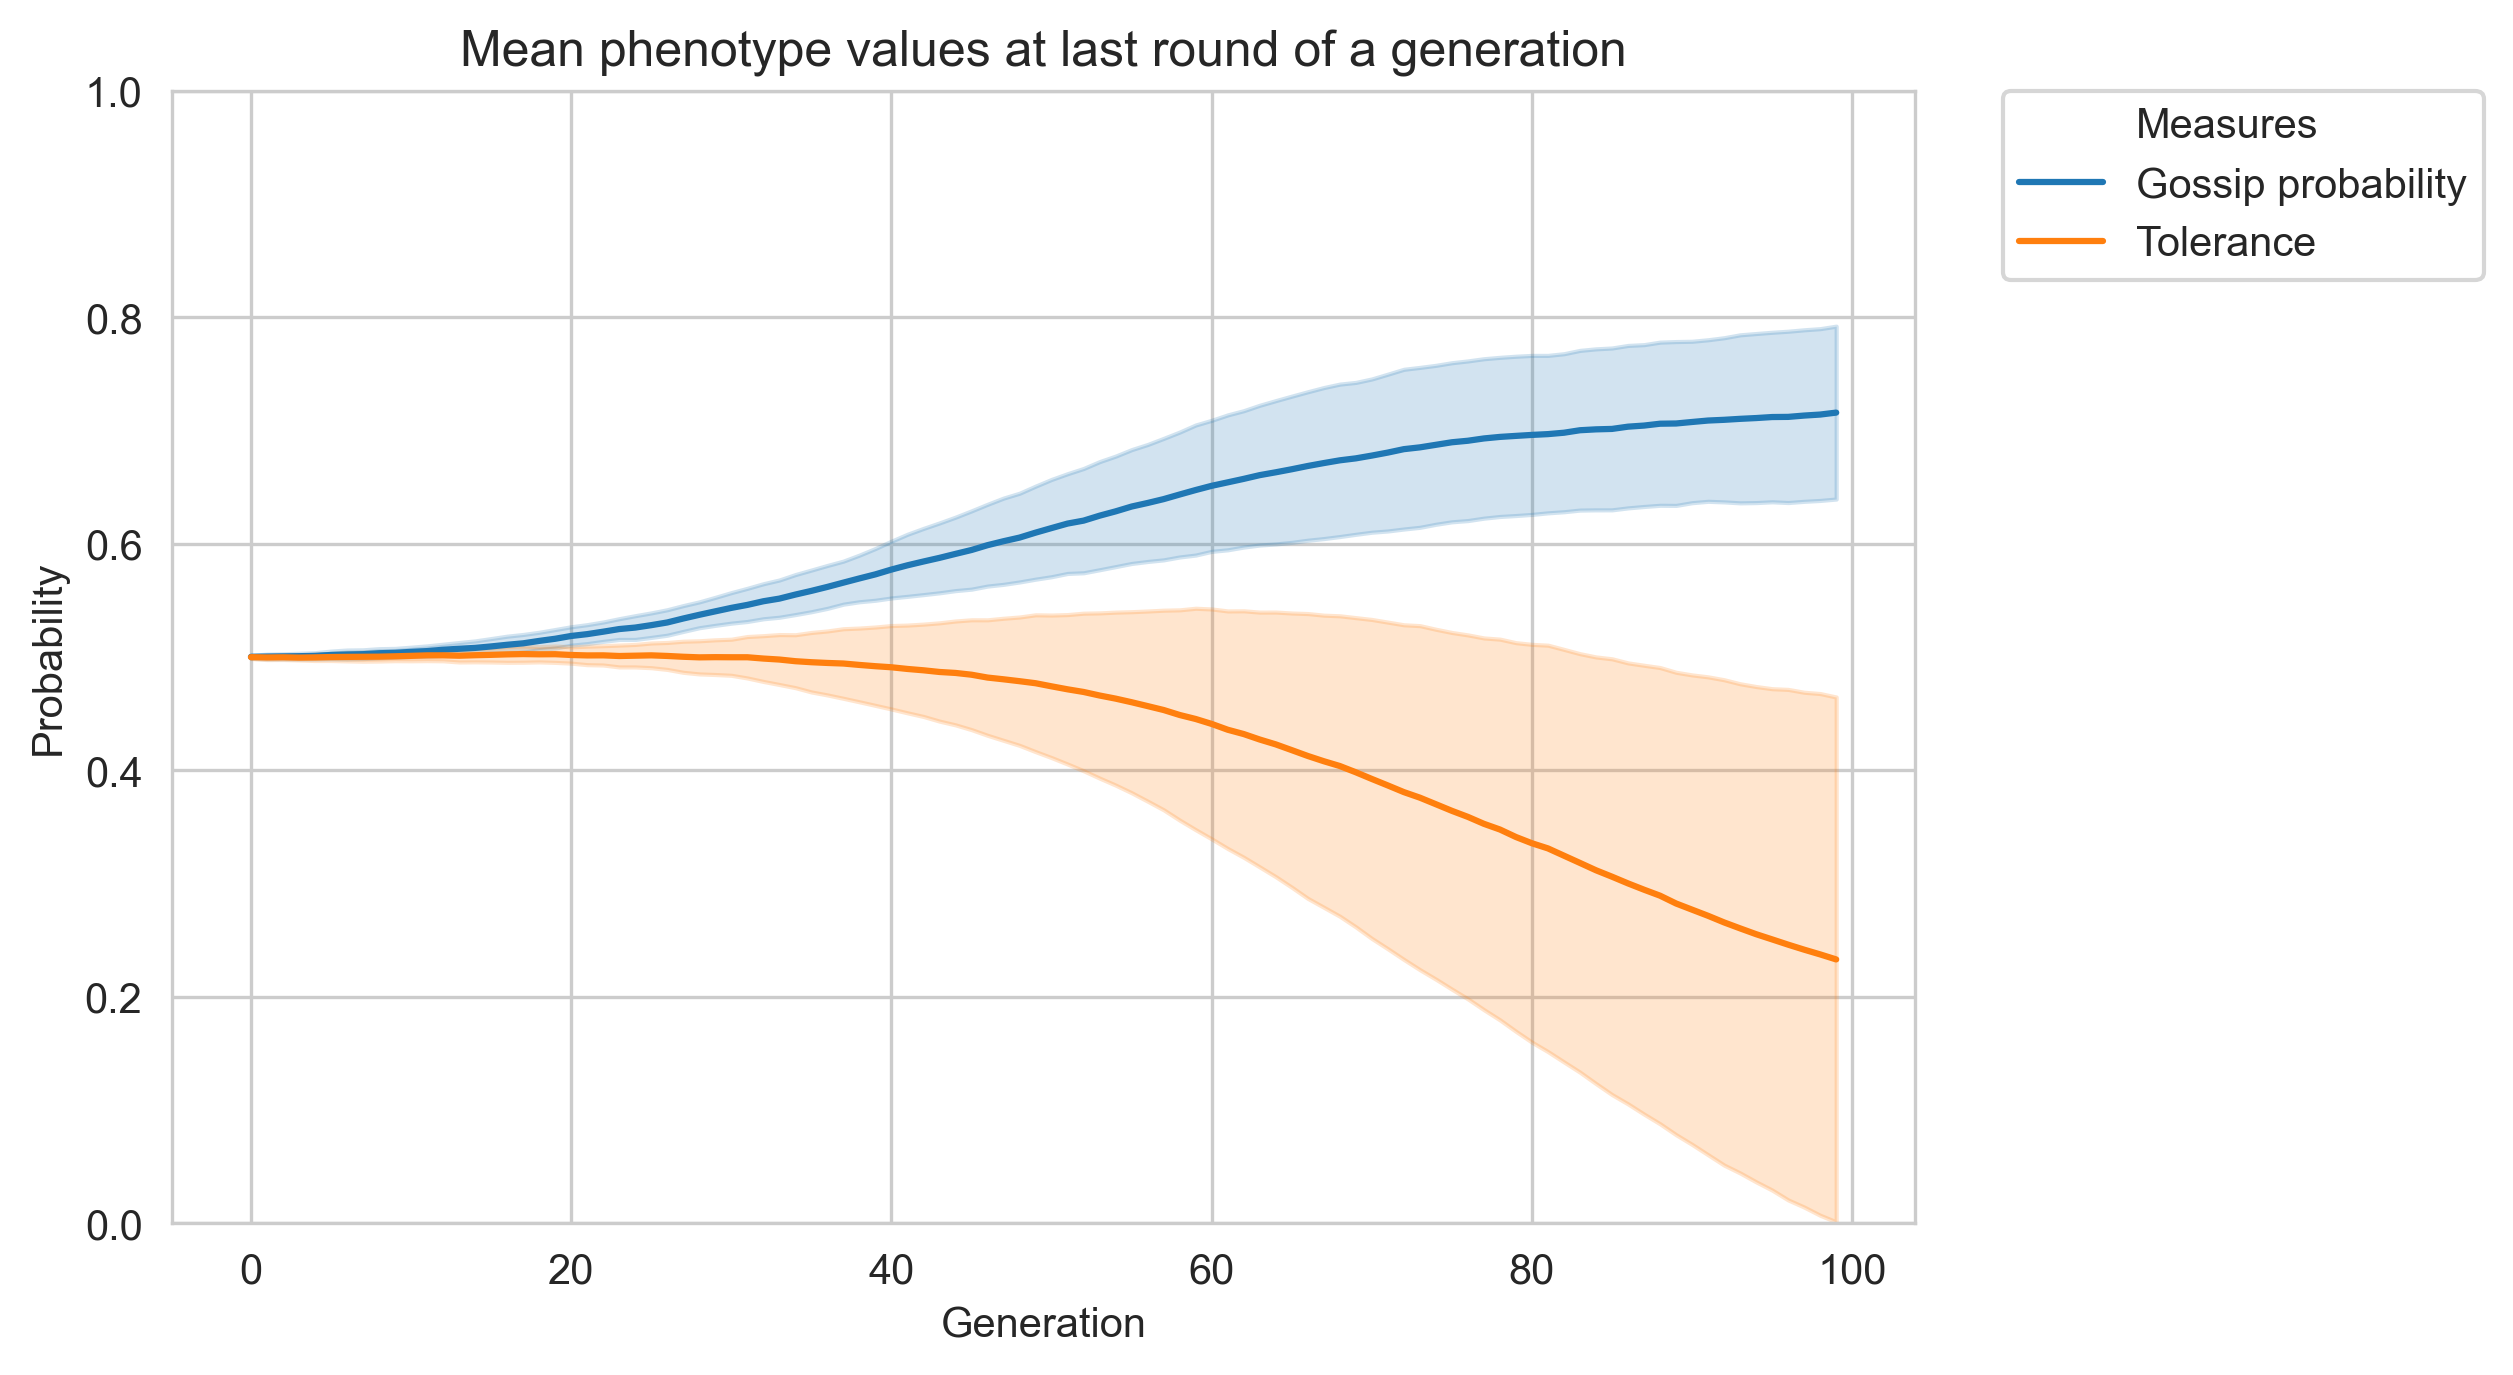 Mean phenotype values at last round of a generation
1.0
0.8
0.6
0.4
0.2
0.0
Probability
0 20 40 60 80 100
Generation
Measures
Gossip probability
Tolerance